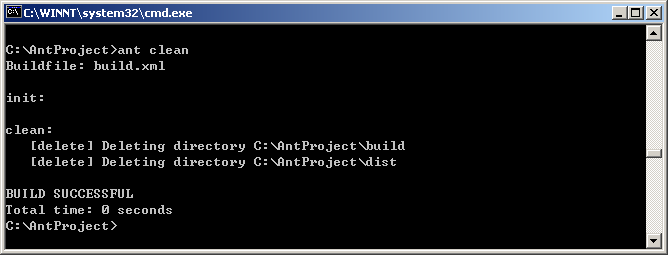 C:\WINNT\system32\cmd.exe
C:\AntProject>ant clean
Buildfile: build.xml
init:
clean:
[delete] Deleting directory C:\AntProject\build
[delete] Deleting directory C:\AntProject\dist
BUILD SUCCESSFUL
Total time: 0 seconds
C:\AntProject>